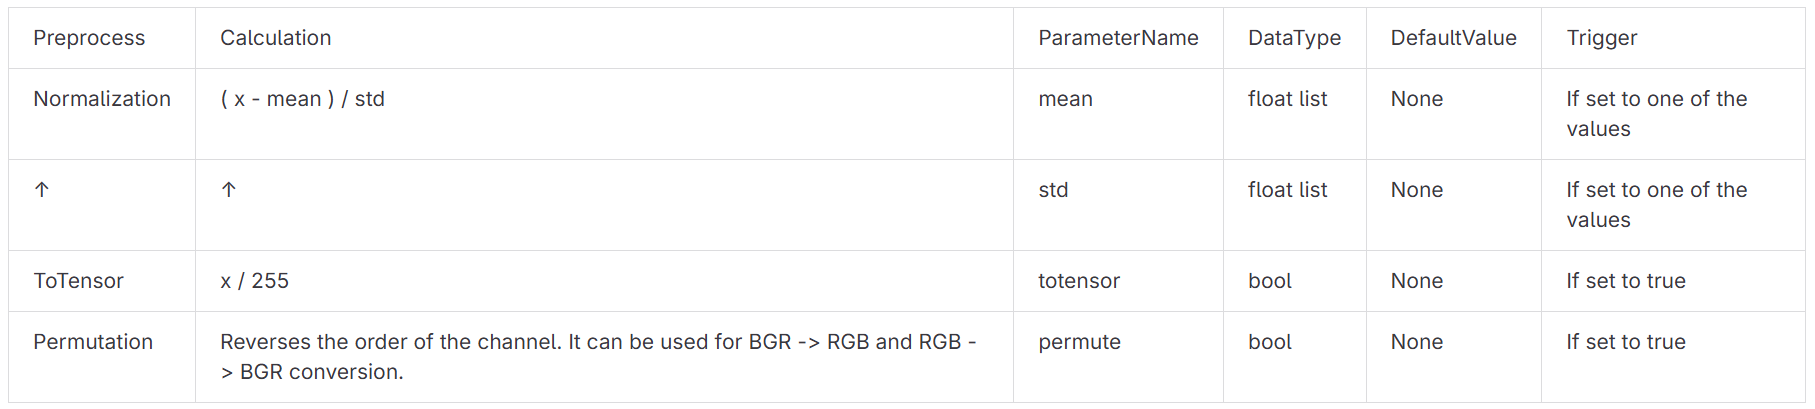 Preprocess Calculation ParameterName DataType DefaultValue Trigger
Normalization ( x - mean ) / std mean float list None If set to one of the
values
↑ ↑ std float list None If set to one of the
values
ToTensor x / 255 totensor bool None If set to true
Permutation Reverses the order of the channel. It can be used for BGR -> RGB and RGB - permute bool None If set to true
> BGR conversion.